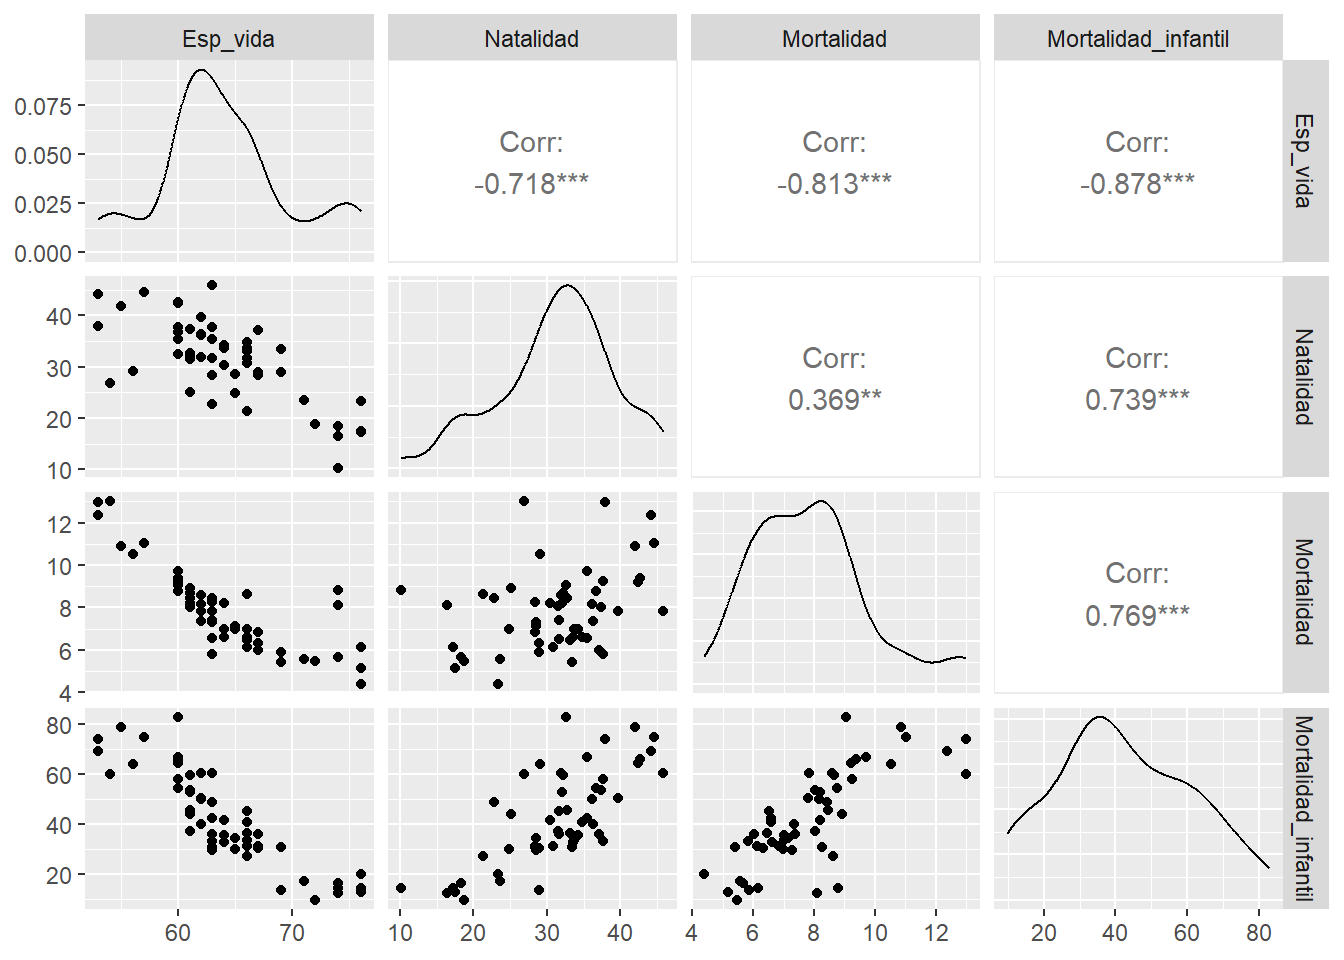 Esp_vida
Natalidad
Mortalidad
Mortalidad_infantil
0.075
0.050
0.025
0.000
Corr:
-0.718***
Corr:
-0.813***
Corr:
-0.878***
Esp_vida
40
30
20
10
Corr:
0.369**
Corr:
0.739***
Natalidad
12
10
8
6
4
Corr:
0.769***
Mortalidad
80
60
40
20
Mortalidad_infantil
60 70
10 20 30 40
4 6 8 10 12
20 40 60 80